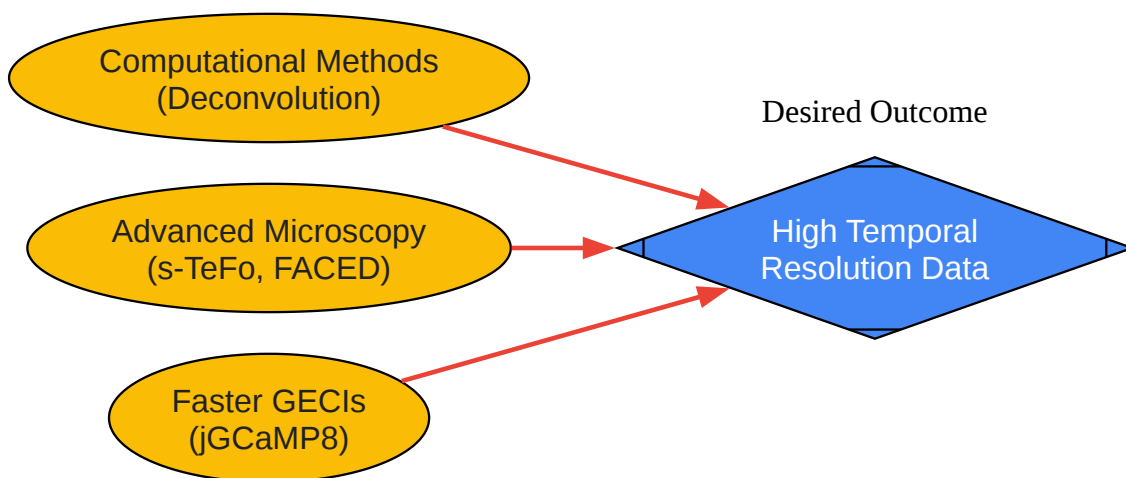 Computational Methods
(Deconvolution)
Desired Outcome
Advanced Microscopy
(s-TeFo, FACED)
High Temporal
Resolution Data
Faster GECIs
(jGCaMP8)